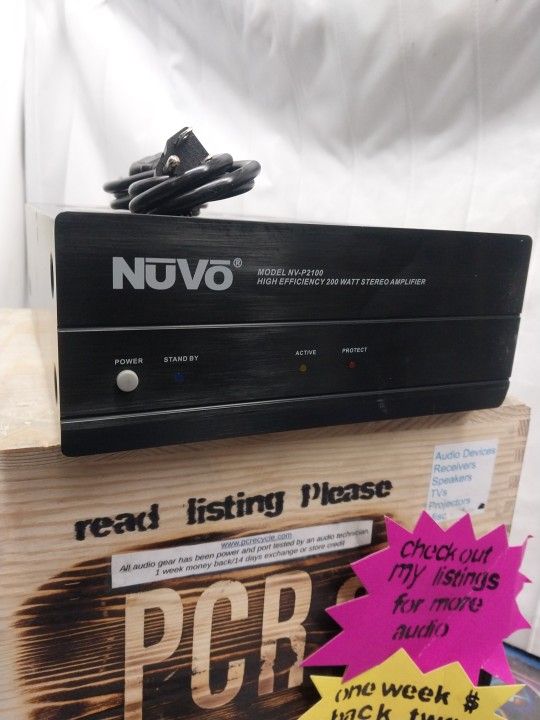 NŪVŌ®
MODEL NV-P2100
HIGH EFFICIENCY 200 WATT STEREO AMPLIFIER
POWER
STAND BY
ACTIVE
PROTECT
Audio Devices
Receivers
Speakers
TVs
Projectors
read listing Please
www.pcrecycle.com
All audio gear has been power and port tested by an audio technician
1 week money back/14 days exchange or store credit
PCR
check out
my listings
for more
audio
one week $
back